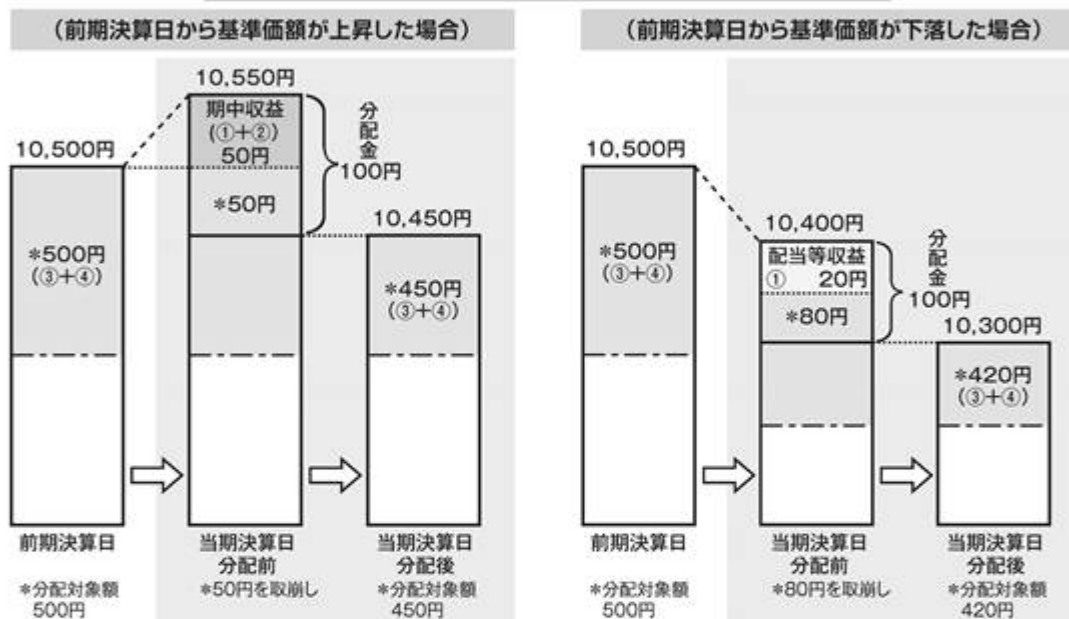 （前期決算日から基準価額が上昇した場合）
10,550円
期中収益
(①＋②)
50円
分配金
100円
10,500円
*50円
10,450円
*500円
(③＋④)
*450円
(③＋④)
前期決算日
当期決算日
分配前
当期決算日
分配後
*分配対象額
500円
*50円を取崩し
*分配対象額
450円
（前期決算日から基準価額が下落した場合）
10,500円
10,400円
配当等収益
① 20円
分配金
100円
*80円
10,300円
*500円
(③＋④)
*420円
(③＋④)
前期決算日
当期決算日
分配前
当期決算日
分配後
*分配対象額
500円
*80円を取崩し
*分配対象額
420円